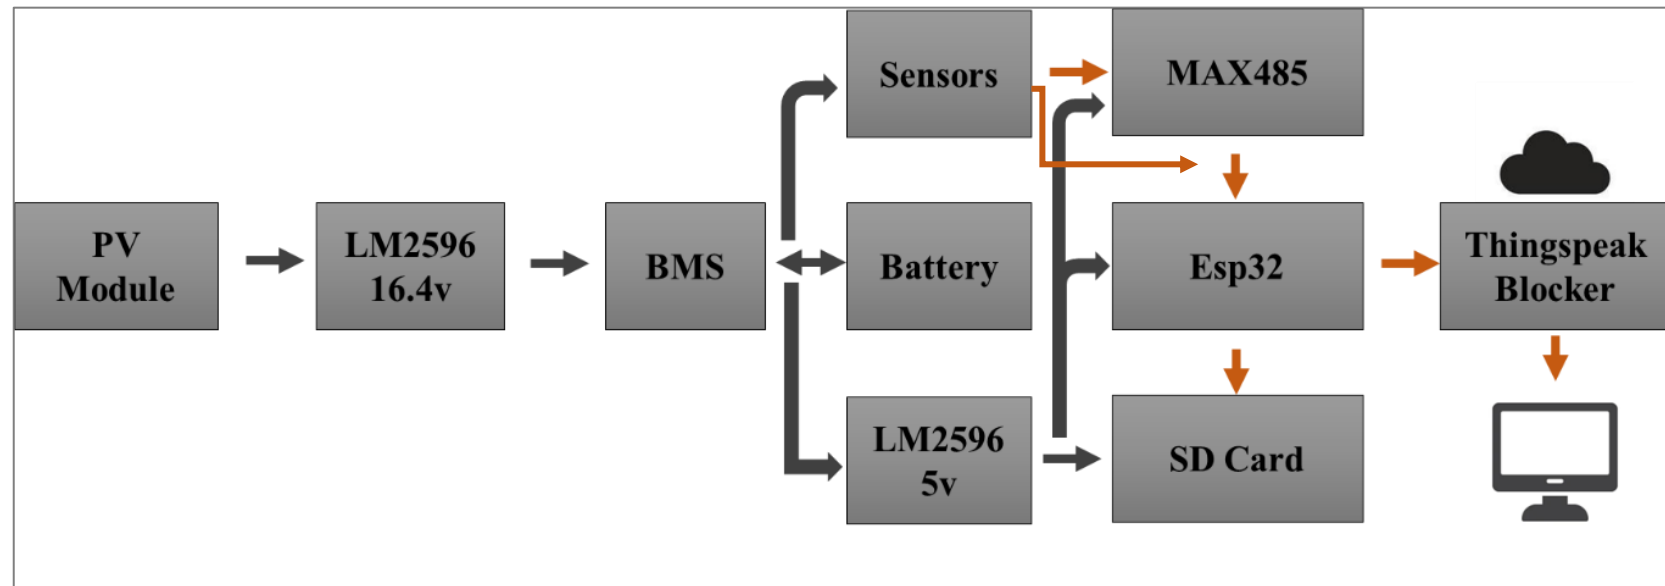 Sensors
MAX485
PV
Module
LM2596
16.4v
BMS
Battery
Esp32
Thingspeak
Blocker
LM2596
5v
SD Card